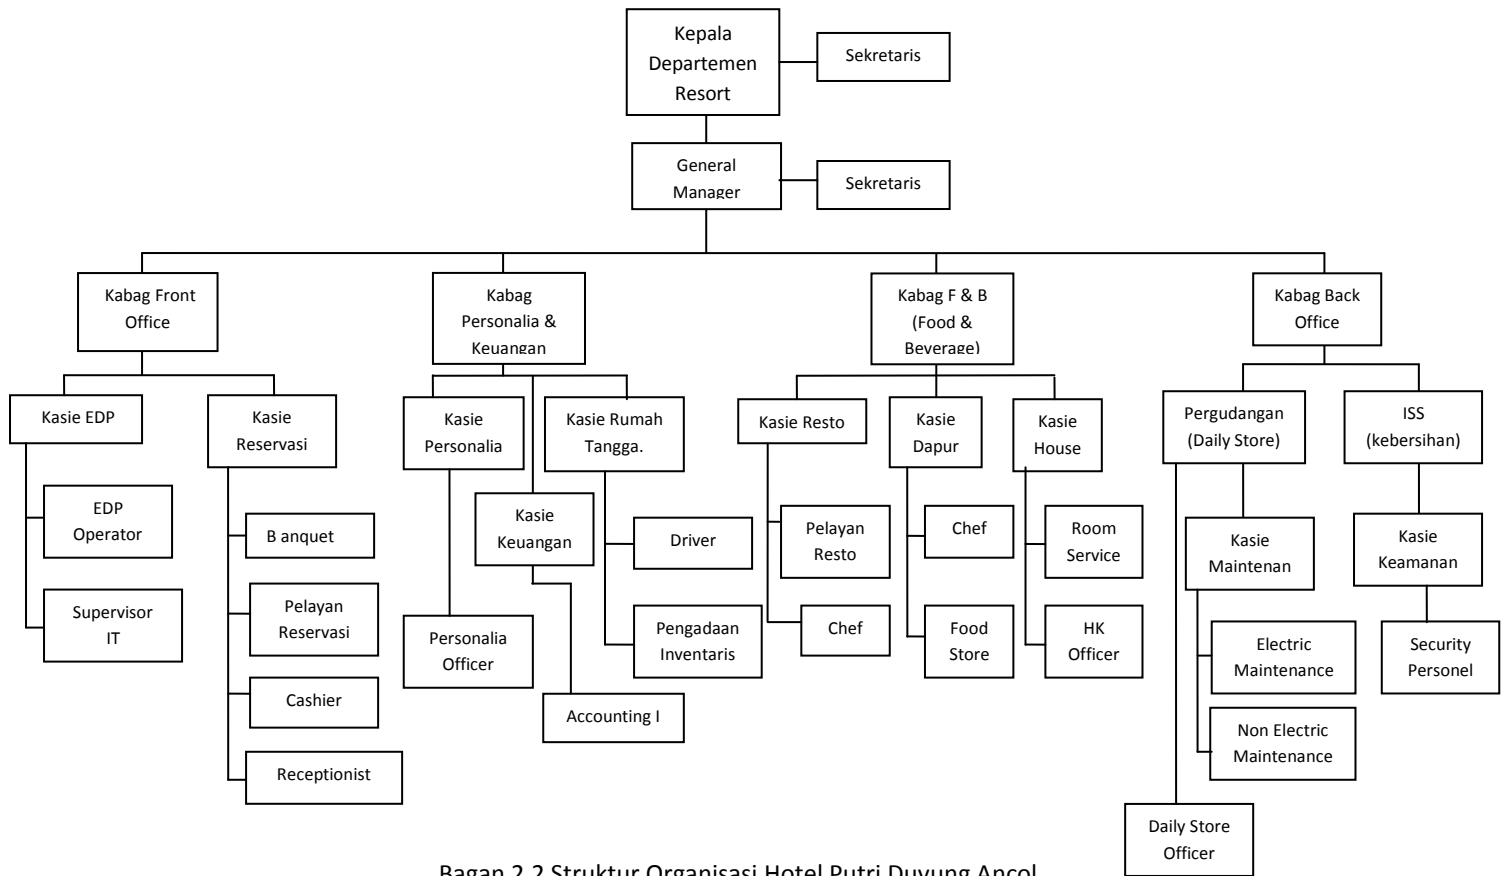 Kepala
Departemen
Resort
Sekretaris
General
Manager
Sekretaris
Kabag Front
Office
Kabag
Personalia &
Keuangan
Kabag F & B
(Food &
Beverage)
Kabag Back
Office
Kasie EDP
Kasie
Reservasi
Kasie
Personalia
Kasie Rumah
Tangga.
Kasie Resto
Kasie
Dapur
Kasie
House
Pergudangan
(Daily Store)
ISS
(kebersihan)
EDP
Operator
B anquet
Kasie
Keuangan
Driver
Pelayan
Resto
Chef
Room
Service
Kasie
Maintenan
Kasie
Keamanan
Supervisor
IT
Pelayan
Reservasi
Personalia
Officer
Pengadaan
Inventaris
Chef
Food
Store
HK
Officer
Electric
Maintenance
Security
Personel
Cashier
Accounting I
Non Electric
Maintenance
Receptionist
Daily Store
Officer
Bagan 2.2 Struktur Organisasi Hotel Putri Duyung Ancol